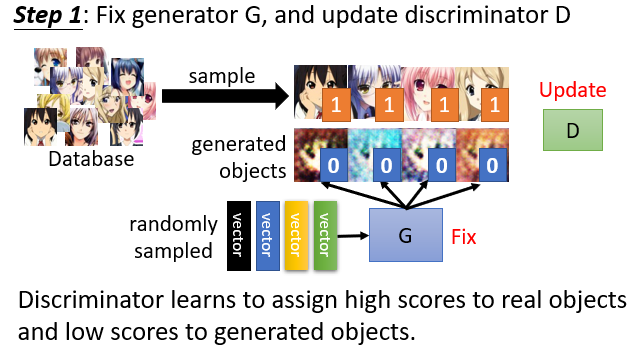 Step 1: Fix generator G, and update discriminator D
sample
Database
1 1 1 1
Update
D
generated
objects
0 0 0 0
randomly
sampled
vector vector vector vector
G
Fix
Discriminator learns to assign high scores to real objects
and low scores to generated objects.